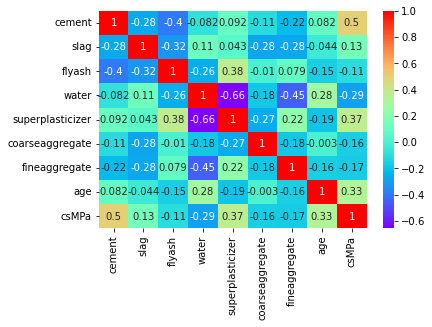 cement 1 -0.28 -0.4 -0.082 0.092 -0.11 -0.22 0.082 0.5
slag -0.28 1 -0.32 0.11 0.043 -0.28 -0.28 -0.044 0.13
flyash -0.4 -0.32 1 -0.26 0.38 -0.01 0.079 -0.15 -0.11
water -0.082 0.11 -0.26 1 -0.66 -0.18 -0.45 0.28 -0.29
superplasticizer 0.092 0.043 0.38 -0.66 1 -0.27 0.22 -0.19 0.37
coarseaggregate -0.11 -0.28 -0.01 -0.18 -0.27 1 -0.18 -0.003 -0.16
fineaggregate -0.22 -0.28 0.079 -0.45 0.22 -0.18 1 -0.16 -0.17
age 0.082 -0.044 -0.15 0.28 -0.19 -0.003 -0.16 1 0.33
csMPa 0.5 0.13 -0.11 -0.29 0.37 -0.16 -0.17 0.33 1
cement slag flyash water superplasticizer coarseaggregate fineaggregate age csMPa
1.0
0.8
0.6
0.4
0.2
0.0
−0.2
−0.4
−0.6